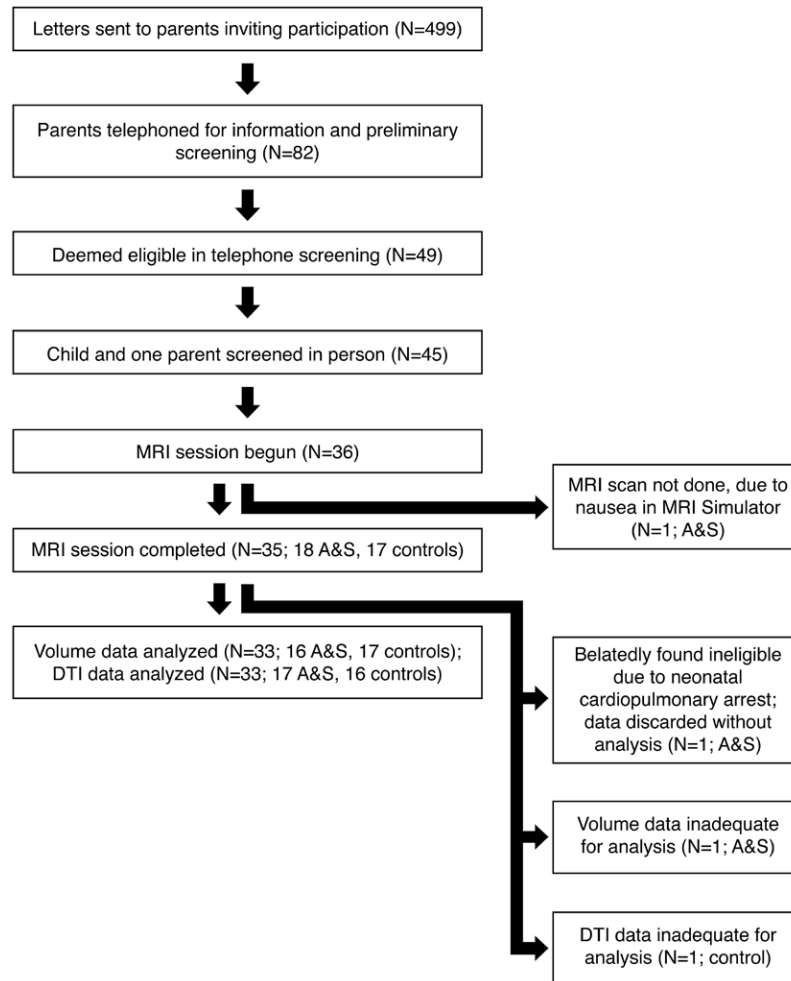 Letters sent to parents inviting participation (N=499)
Parents telephoned for information and preliminary
screening (N=82)
Deemed eligible in telephone screening (N=49)
Child and one parent screened in person (N=45)
MRI session begun (N=36)
MRI scan not done, due to
nausea in MRI Simulator
(N=1; A&S)
MRI session completed (N=35; 18 A&S, 17 controls)
Volume data analyzed (N=33; 16 A&S, 17 controls);
DTI data analyzed (N=33; 17 A&S, 16 controls)
Belatedly found ineligible
due to neonatal
cardiopulmonary arrest;
data discarded without
analysis (N=1; A&S)
Volume data inadequate
for analysis (N=1; A&S)
DTI data inadequate for
analysis (N=1; control)